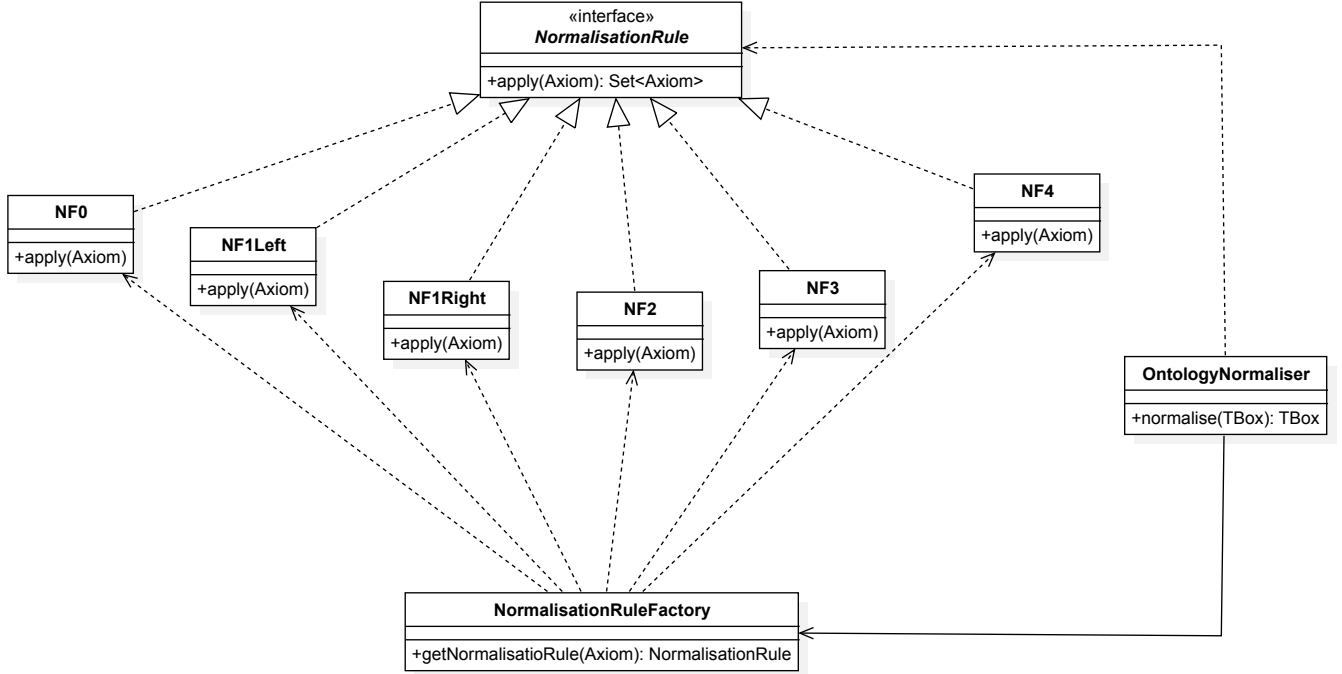 «interface»
NormalisationRule
+apply(Axiom): Set<Axiom>
NF0
+apply(Axiom)
NF1Left
+apply(Axiom)
NF1Right
+apply(Axiom)
NF2
+apply(Axiom)
NF3
+apply(Axiom)
NF4
+apply(Axiom)
OntologyNormaliser
+normalise(TBox): TBox
NormalisationRuleFactory
+getNormalisatioRule(Axiom): NormalisationRule